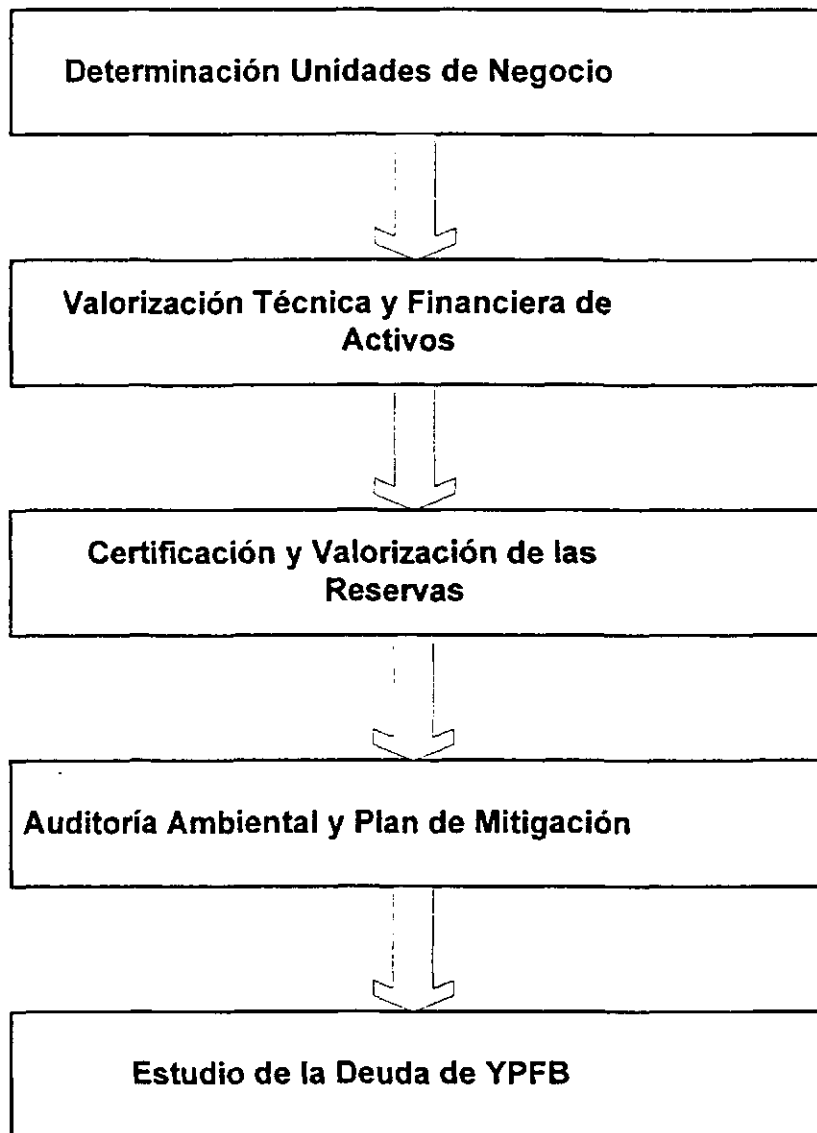 Determinación Unidades de Negocio
Valorización Técnica y Financiera de
Activos
Certificación y Valorización de las
Reservas
Auditoría Ambiental y Plan de Mitigación
Estudio de la Deuda de YPFB